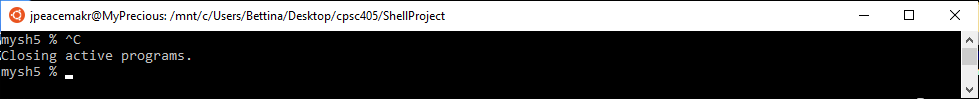 jpeacemakr@MyPrecious: /mnt/c/Users/Bettina/Desktop/cpsc405/ShellProject
mysh5 % ^C
Closing active programs.
mysh5 %